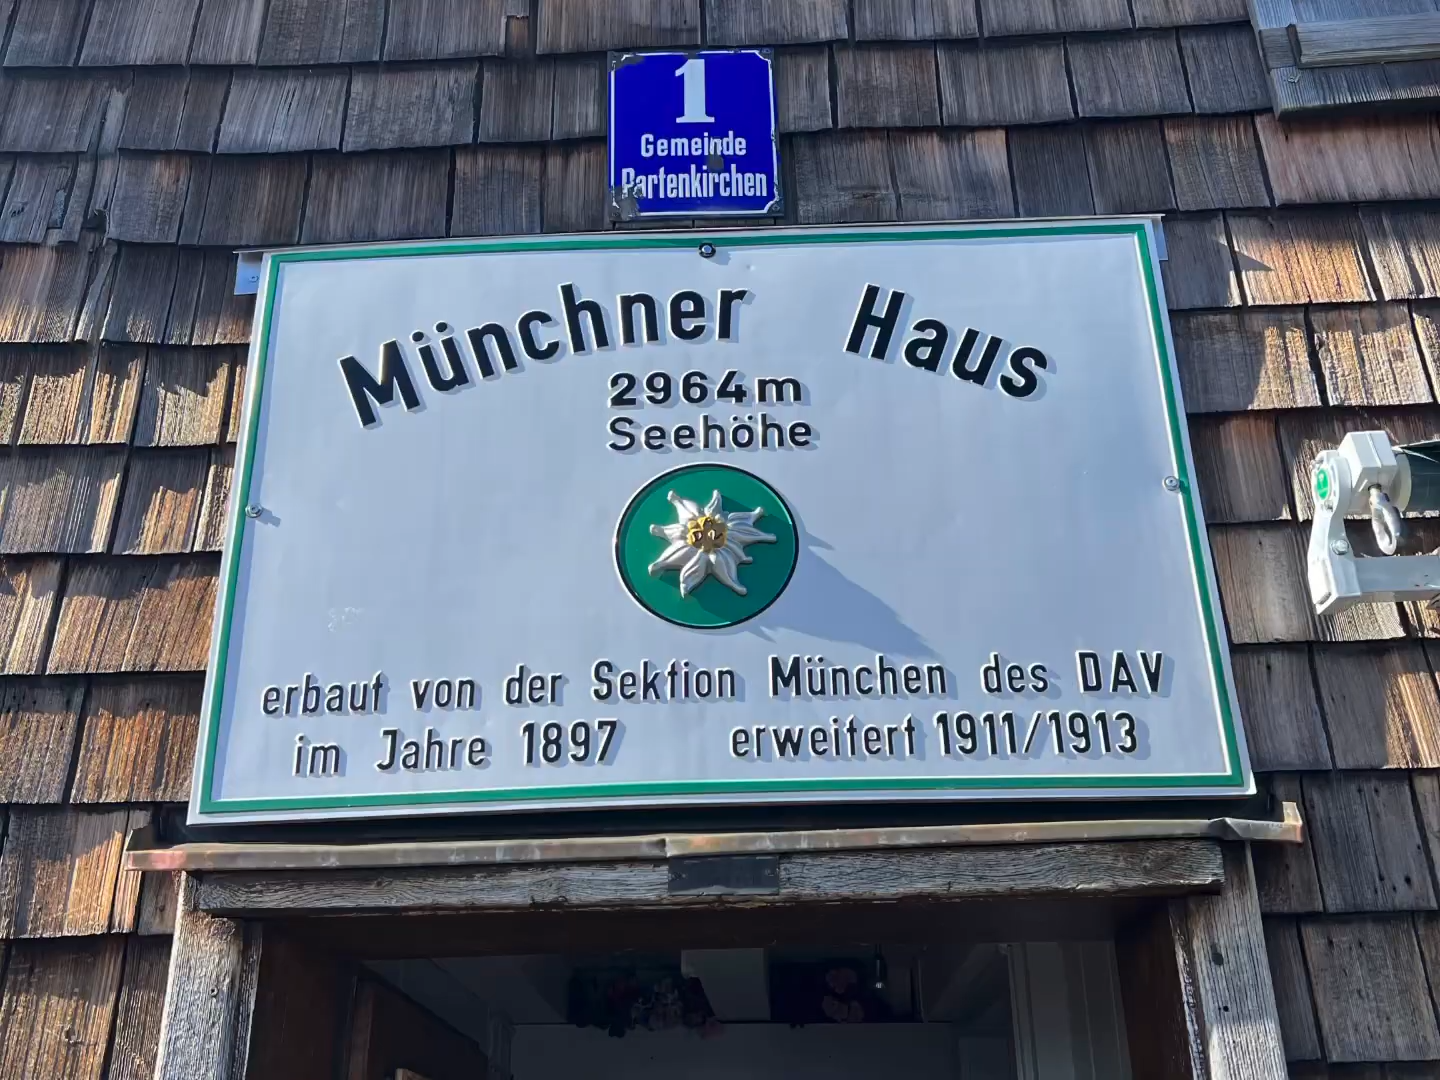 1
Gemeinde
Partenkirchen
Münchner Haus
2964m
Seehöhe
erbaut von der Sektion München des DAV
im Jahre 1897 erweitert 1911/1913